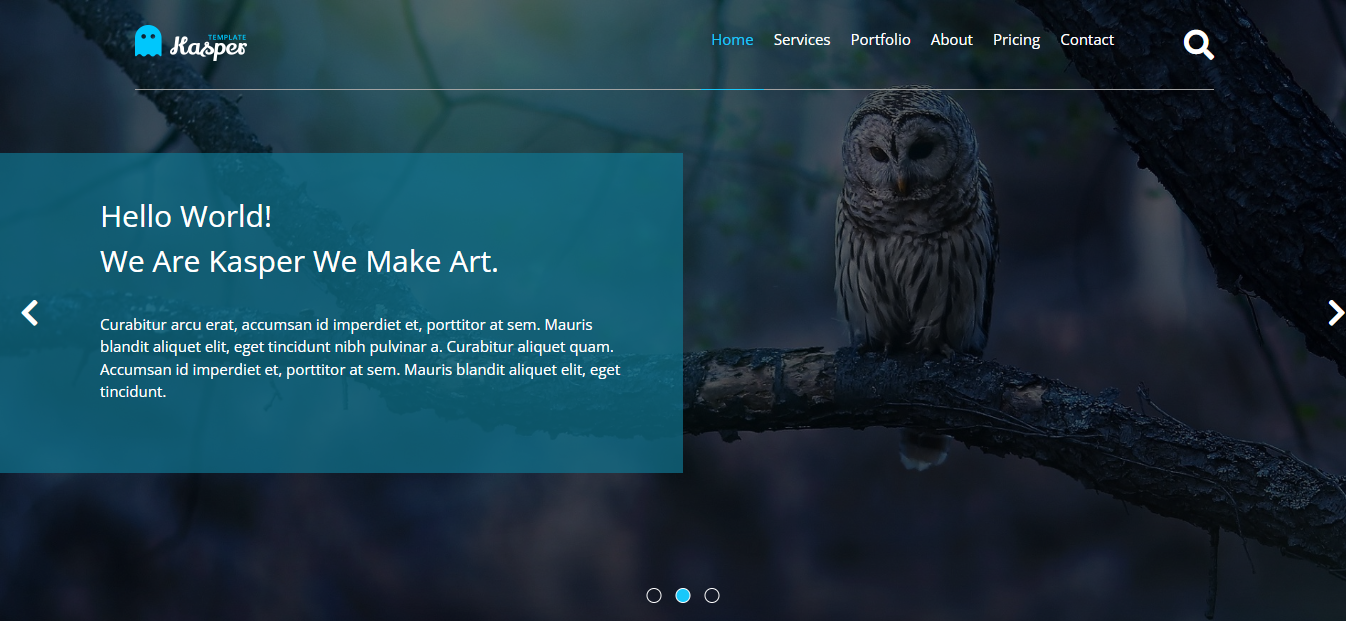 TEMPLATE
Kasper
Home Services Portfolio About Pricing Contact
Hello World!
We Are Kasper We Make Art.
Curabitur arcu erat, accumsan id imperdiet et, porttitor at sem. Mauris
blandit aliquet elit, eget tincidunt nibh pulvinar a. Curabitur aliquet quam.
Accumsan id imperdiet et, porttitor at sem. Mauris blandit aliquet elit, eget
tincidunt.